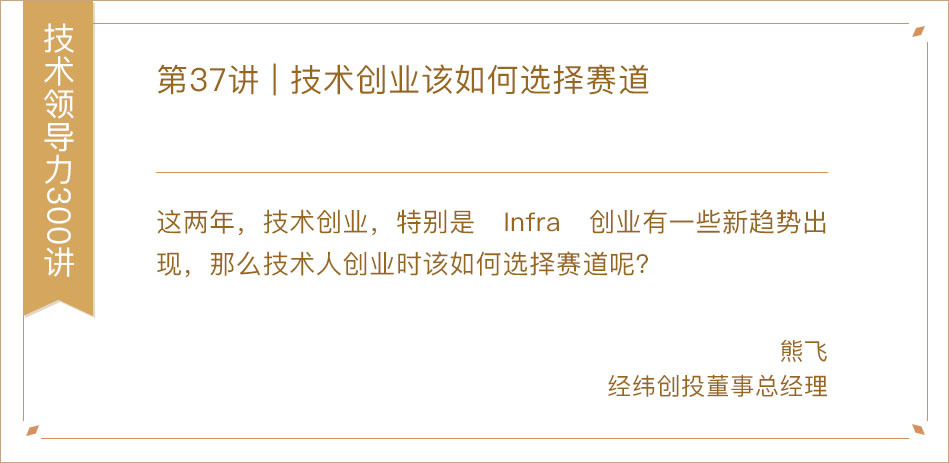 技术领导力300讲
第37讲 | 技术创业该如何选择赛道
这两年，技术创业，特别是 Infra 创业有一些新趋势出
现，那么技术人创业时该如何选择赛道呢？
熊飞
经纬创投董事总经理